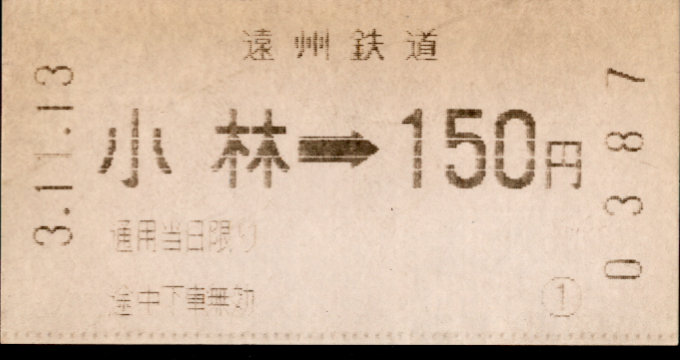 遠州鉄道
3.11.13
小林➡150円
0387
通用当日限り
途中下車無効
①